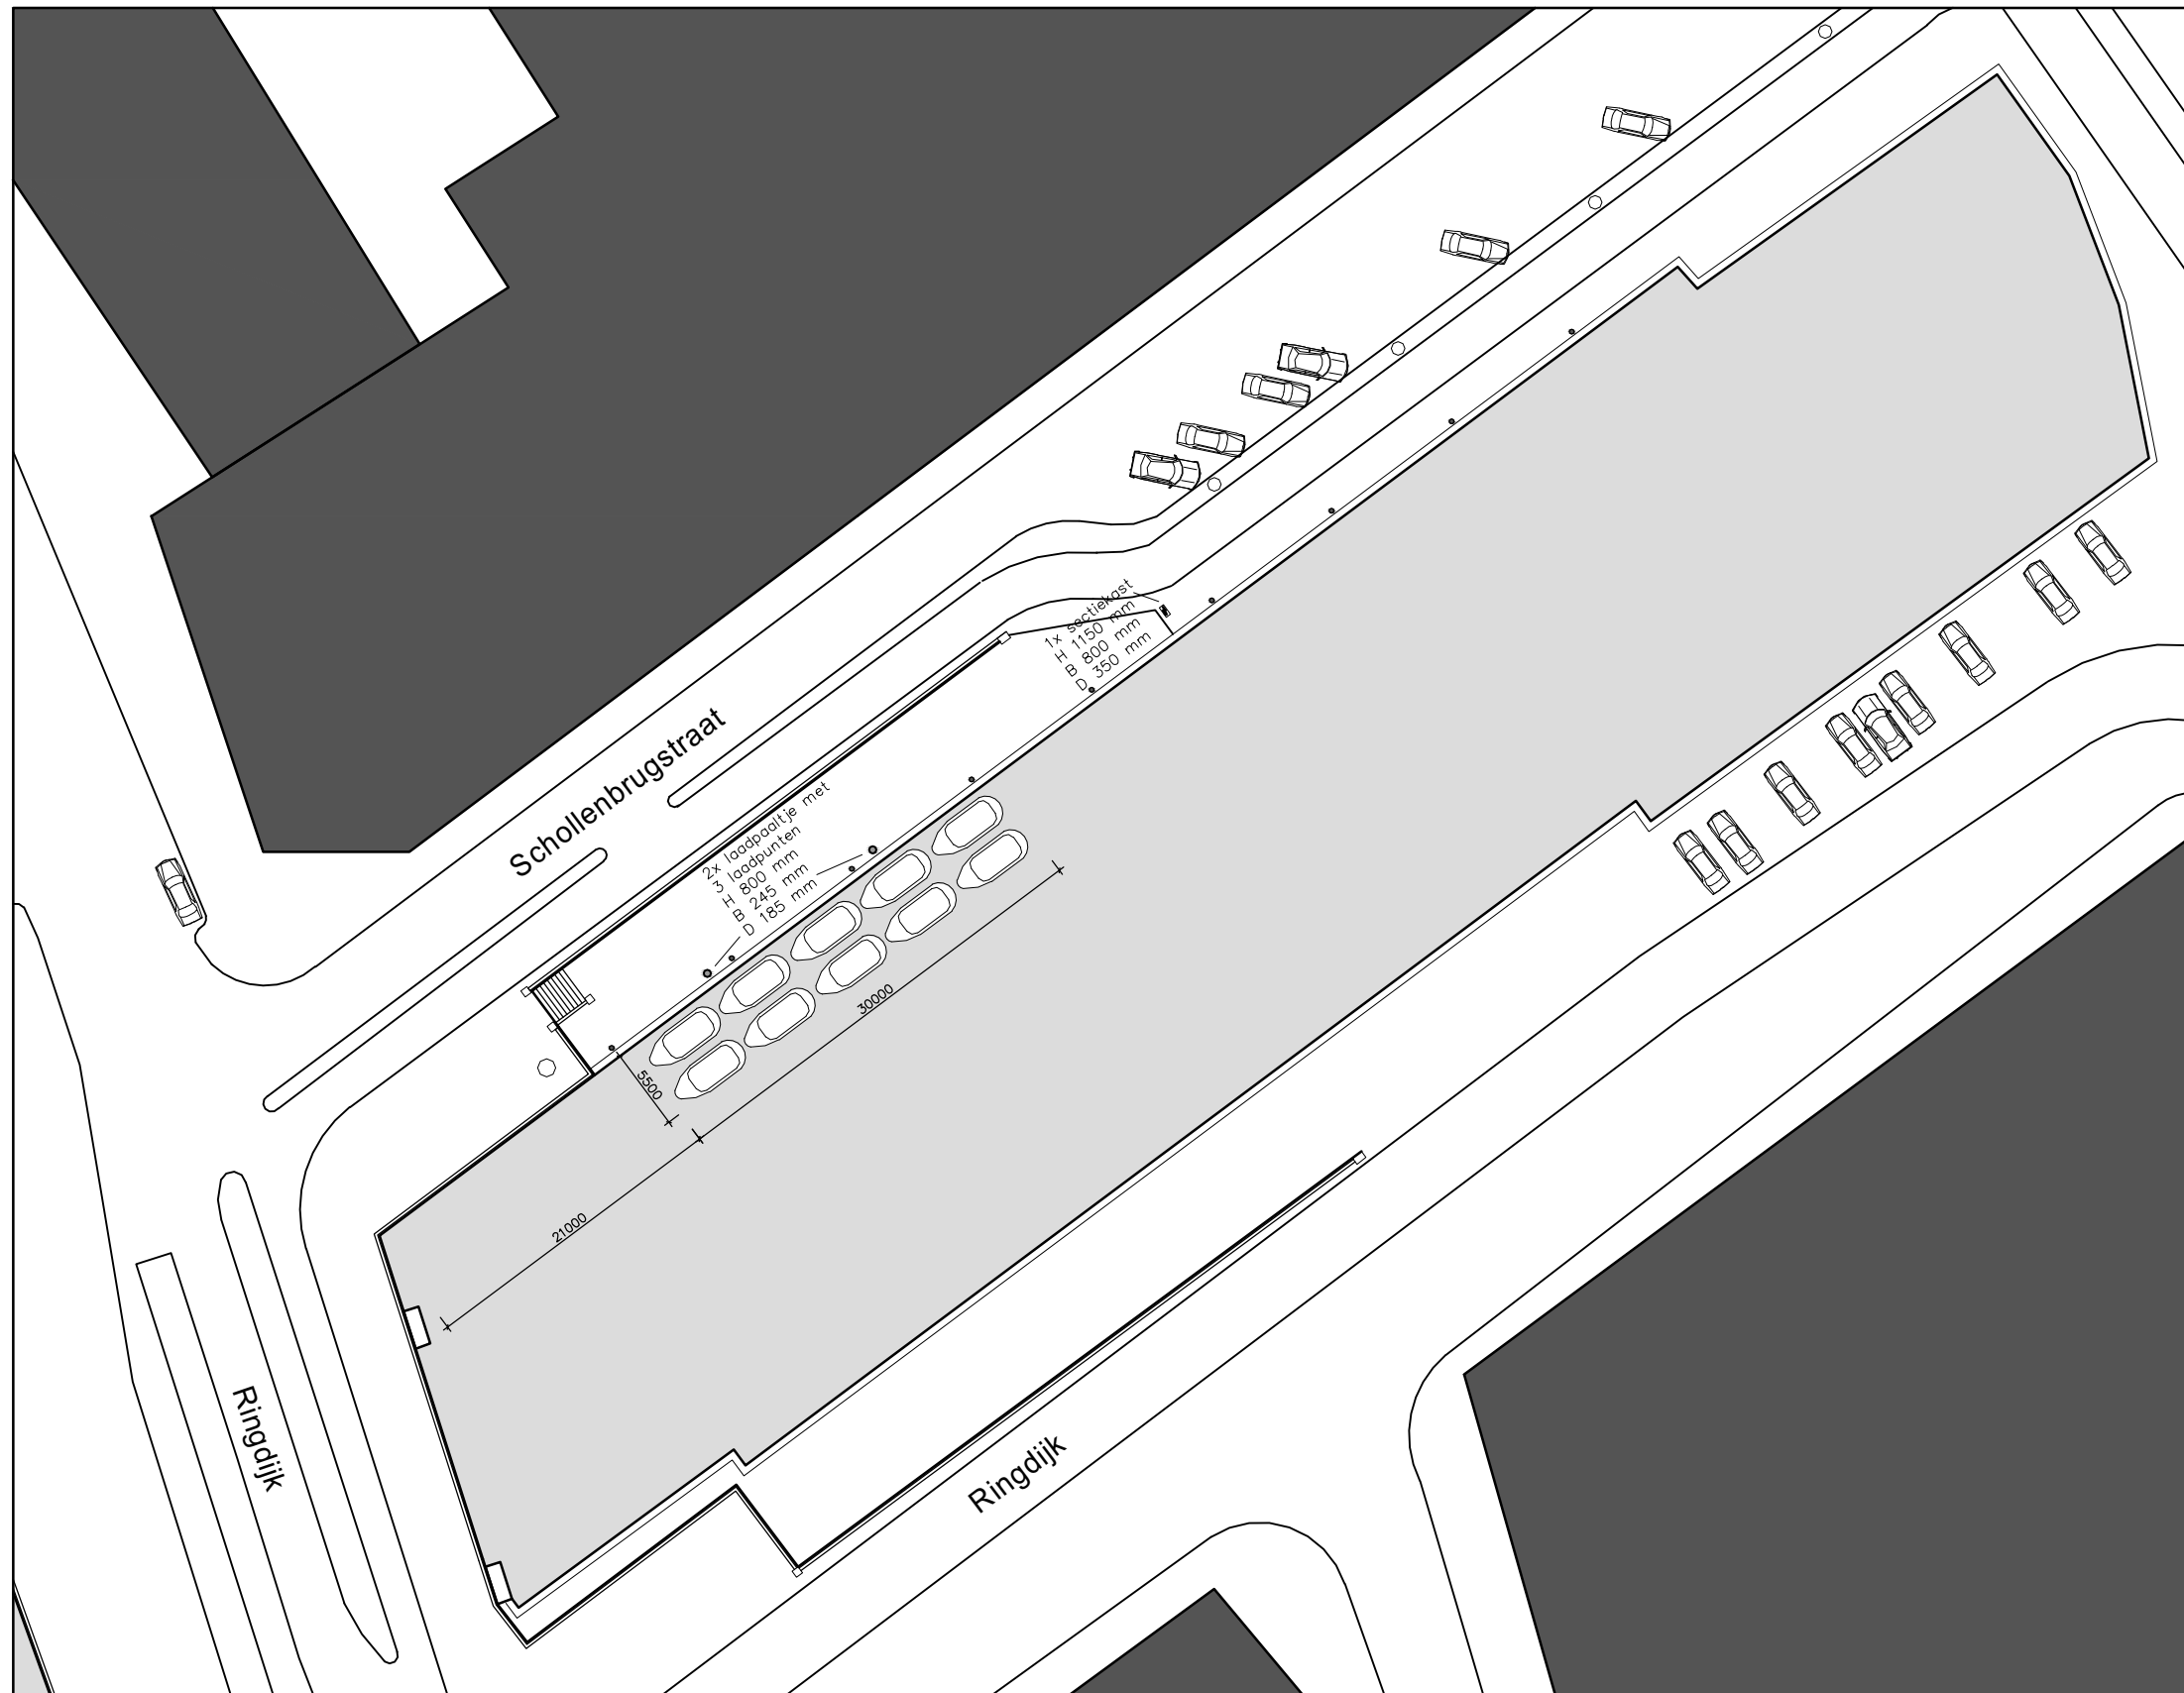 1x sectiekast
H 1150 mm
B 800 mm
D 350 mm
Schollenbrugstraat
2x laadpaaltje met
3 laadpunten
H 800 mm
B 245 mm
D 185 mm
30000
5500
21000
Ringdijk
Ringdijk